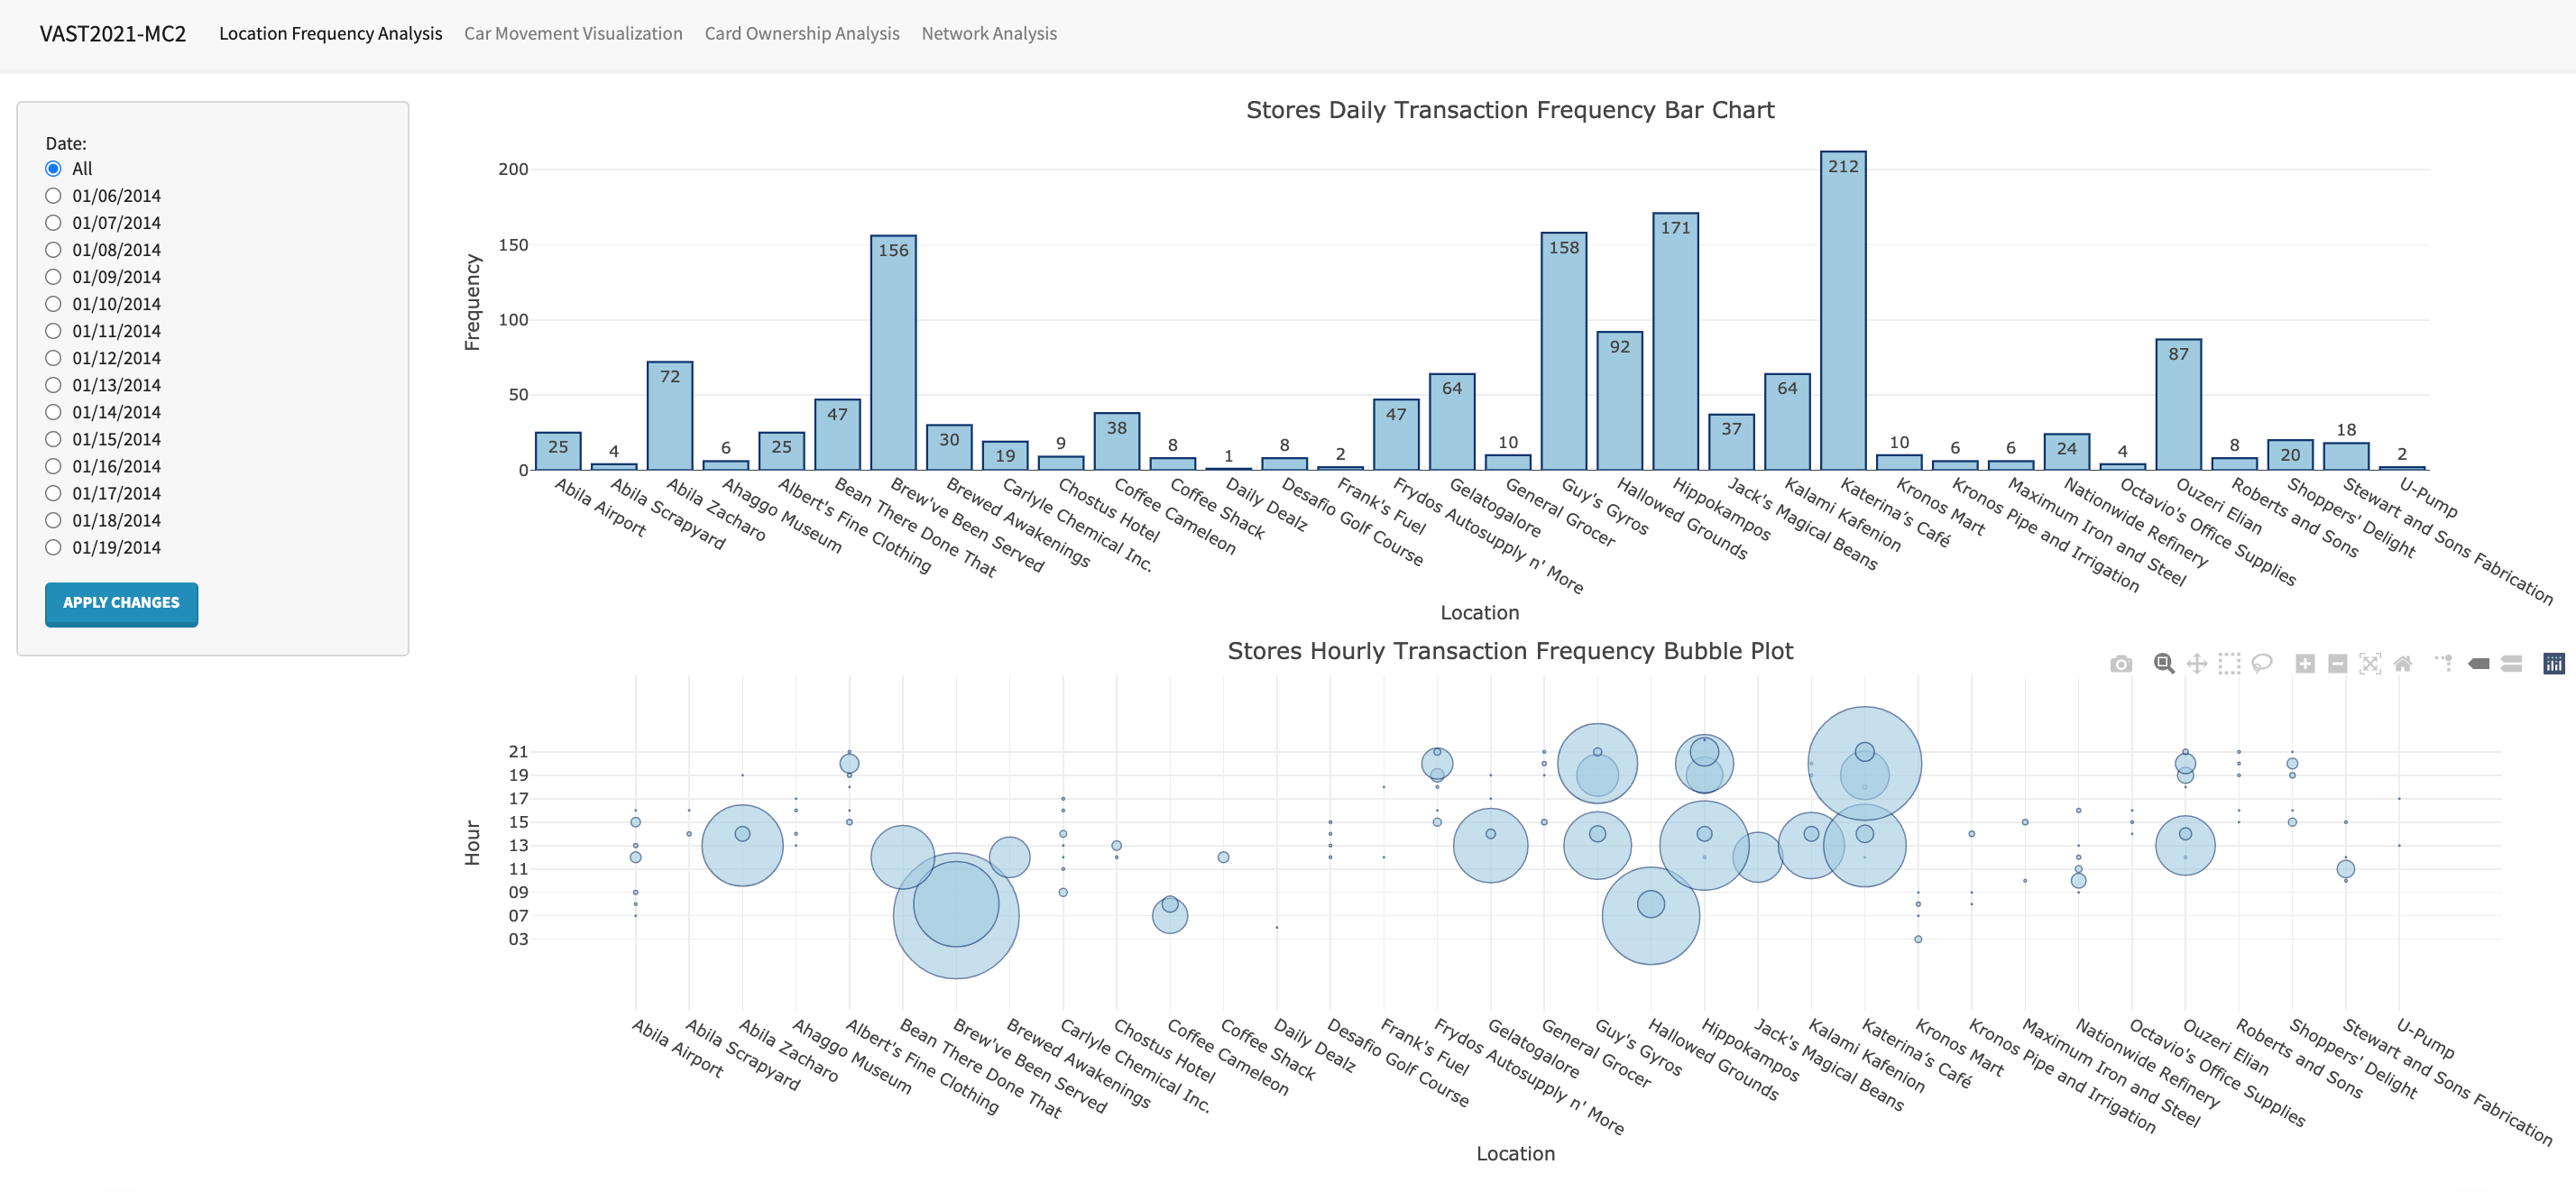 VAST2021-MC2 Location Frequency Analysis Car Movement Visualization Card Ownership Analysis Network Analysis
Date:
All
01/06/2014
01/07/2014
01/08/2014
01/09/2014
01/10/2014
01/11/2014
01/12/2014
01/13/2014
01/14/2014
01/15/2014
01/16/2014
01/17/2014
01/18/2014
01/19/2014
APPLY CHANGES
Stores Daily Transaction Frequency Bar Chart
Frequency
200
150
100
50
0
25
4
72
6
25
47
156
30
19
9
38
8
1
8
2
47
64
10
158
92
171
37
64
212
10
6
6
24
4
87
8
20
18
2
Abila Airport
Abila Scrapyard
Abila Zacharo
Ahaggo Museum
Albert's Fine Clothing
Bean There Done That
Brew've Been Served
Brewed Awakenings
Carlyle Chemical Inc.
Chostus Hotel
Coffee Cameleon
Coffee Shack
Daily Dealz
Desafio Golf Course
Frank's Fuel
Frydos Autosupply n' More
Gelatogalore
General Grocer
Guy's Gyros
Hallowed Grounds
Hippokampos
Jack's Magical Beans
Kalami Kafenion
Katerina's Café
Kronos Mart
Kronos Pipe and Irrigation
Maximum Iron and Steel
Nationwide Refinery
Octavio's Office Supplies
Ouzeri Elian
Roberts and Sons
Shoppers' Delight
Stewart and Sons Fabrication
U-Pump
Location
Stores Hourly Transaction Frequency Bubble Plot
Hour
21
19
17
15
13
11
09
07
03
Abila Airport
Abila Scrapyard
Abila Zacharo
Ahaggo Museum
Albert's Fine Clothing
Bean There Done That
Brew've Been Served
Brewed Awakenings
Carlyle Chemical Inc.
Chostus Hotel
Coffee Cameleon
Coffee Shack
Daily Dealz
Desafio Golf Course
Frank's Fuel
Frydos Autosupply n' More
Gelatogalore
General Grocer
Guy's Gyros
Hallowed Grounds
Hippokampos
Jack's Magical Beans
Kalami Kafenion
Katerina's Café
Kronos Mart
Kronos Pipe and Irrigation
Maximum Iron and Steel
Nationwide Refinery
Octavio's Office Supplies
Ouzeri Elian
Roberts and Sons
Shoppers' Delight
Stewart and Sons Fabrication
U-Pump
Location